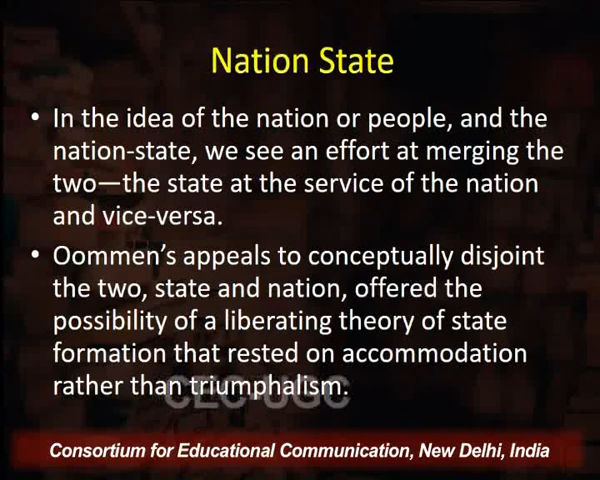 Nation State
• In the idea of the nation or people, and the
nation-state, we see an effort at merging the
two—the state at the service of the nation
and vice-versa.
• Oommen's appeals to conceptually disjoint
the two, state and nation, offered the
possibility of a liberating theory of state
formation that rested on accommodation
rather than triumphalism.
CEC-UGC
Consortium for Educational Communication, New Delhi, India